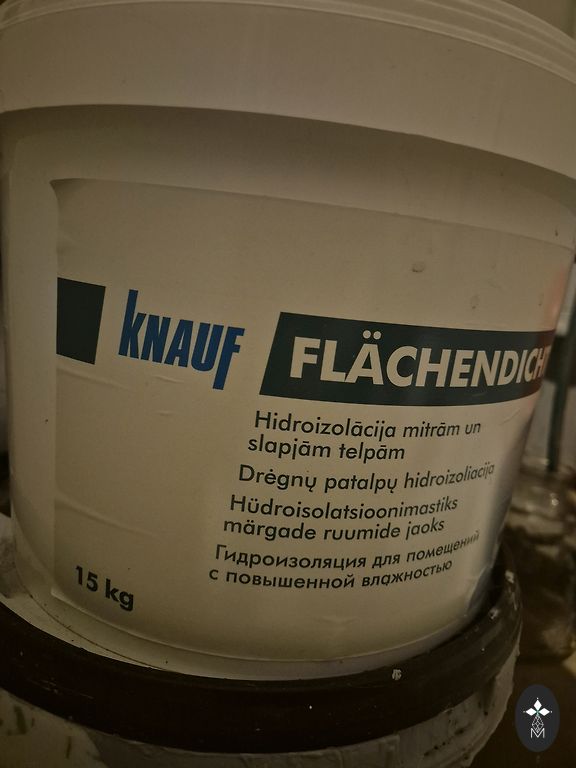 KNAUF
FLÄCHENDICHT
Hidroizolācija mitrām un
slapjām telpām
Drėgnų patalpų hidroizoliacija
Hüdroisolatsioonimastiks
märgade ruumide jaoks
Гидроизоляция для помещений
с повышенной влажностью
15 kg